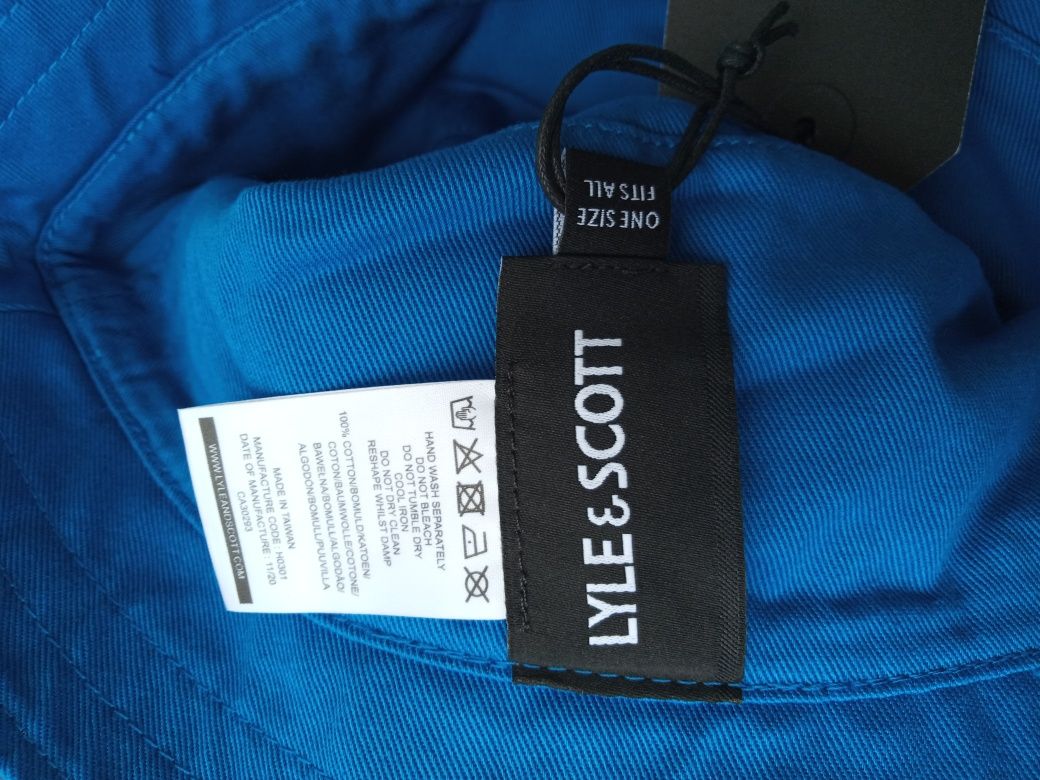 ONE SIZE
FITS ALL
LYLE & SCOTT
HAND WASH SEPARATELY
DO NOT BLEACH
DO NOT TUMBLE DRY
COOL IRON
DO NOT DRY CLEAN
RESHAPE WHILST DAMP
100% COTTON/BOMULD/KATOEN/
COTON/BAUMWOLLE/COTONE/
BAWEŁNA/BOMULL/ALGODÃO/
ALGODÓN/BOMULL/PUUVILLA
MADE IN TAIWAN
MANUFACTURE CODE : H0301
DATE OF MANUFACTURE : 11/20
CA30293
WWW.LYLEANDSCOTT.COM